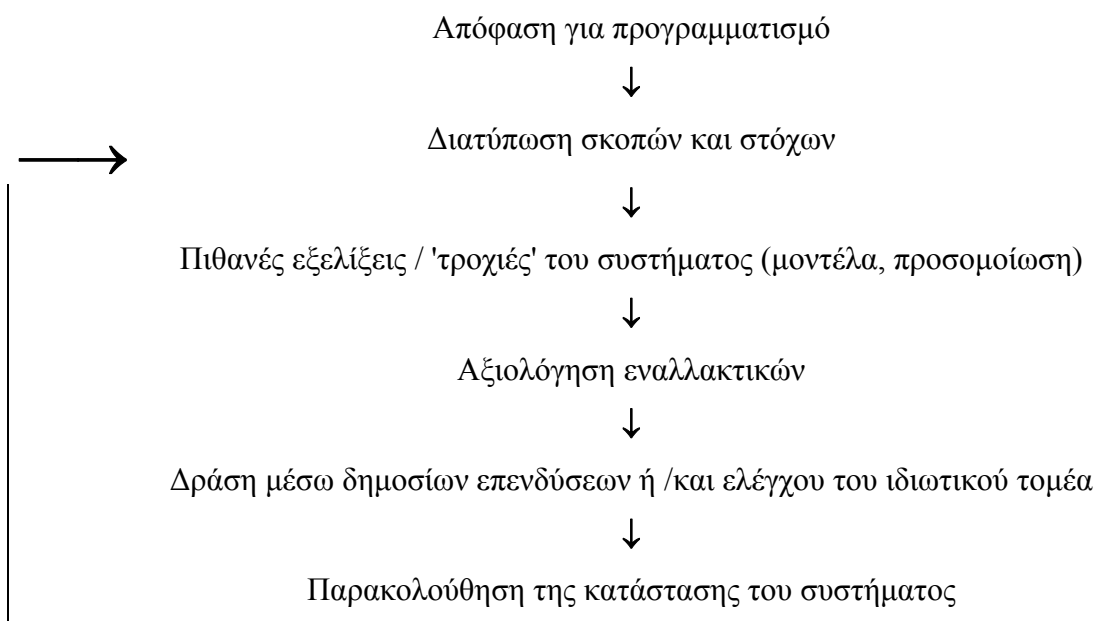 Απόφαση για προγραμματισμό
↓
Διατύπωση σκοπών και στόχων
↓
Πιθανές εξελίξεις / 'τροχιές' του συστήματος (μοντέλα, προσομοίωση)
↓
Αξιολόγηση εναλλακτικών
↓
Δράση μέσω δημοσίων επενδύσεων ή /και ελέγχου του ιδιωτικού τομέα
↓
Παρακολούθηση της κατάστασης του συστήματος